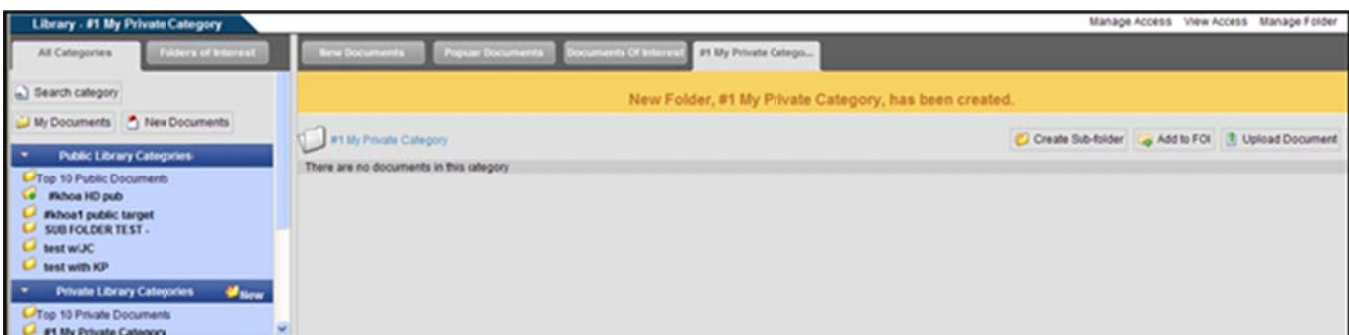 Library - #1 My Private Category
Manage Access View Access Manage Folder
All Categories Folders of Interest
New Documents Popular Documents Documents Of Interest #1 My Private Catego...
Search category
My Documents New Documents
New Folder, #1 My Private Category, has been created.
#1 My Private Category
Create Sub-folder Add to FOI Upload Document
There are no documents in this category
Public Library Categories
Top 10 Public Documents
#khoa HD pub
#khoa1 public target
SUB FOLDER TEST -
test w/JC
test with KP
Private Library Categories New
Top 10 Private Documents
#1 My Private Category